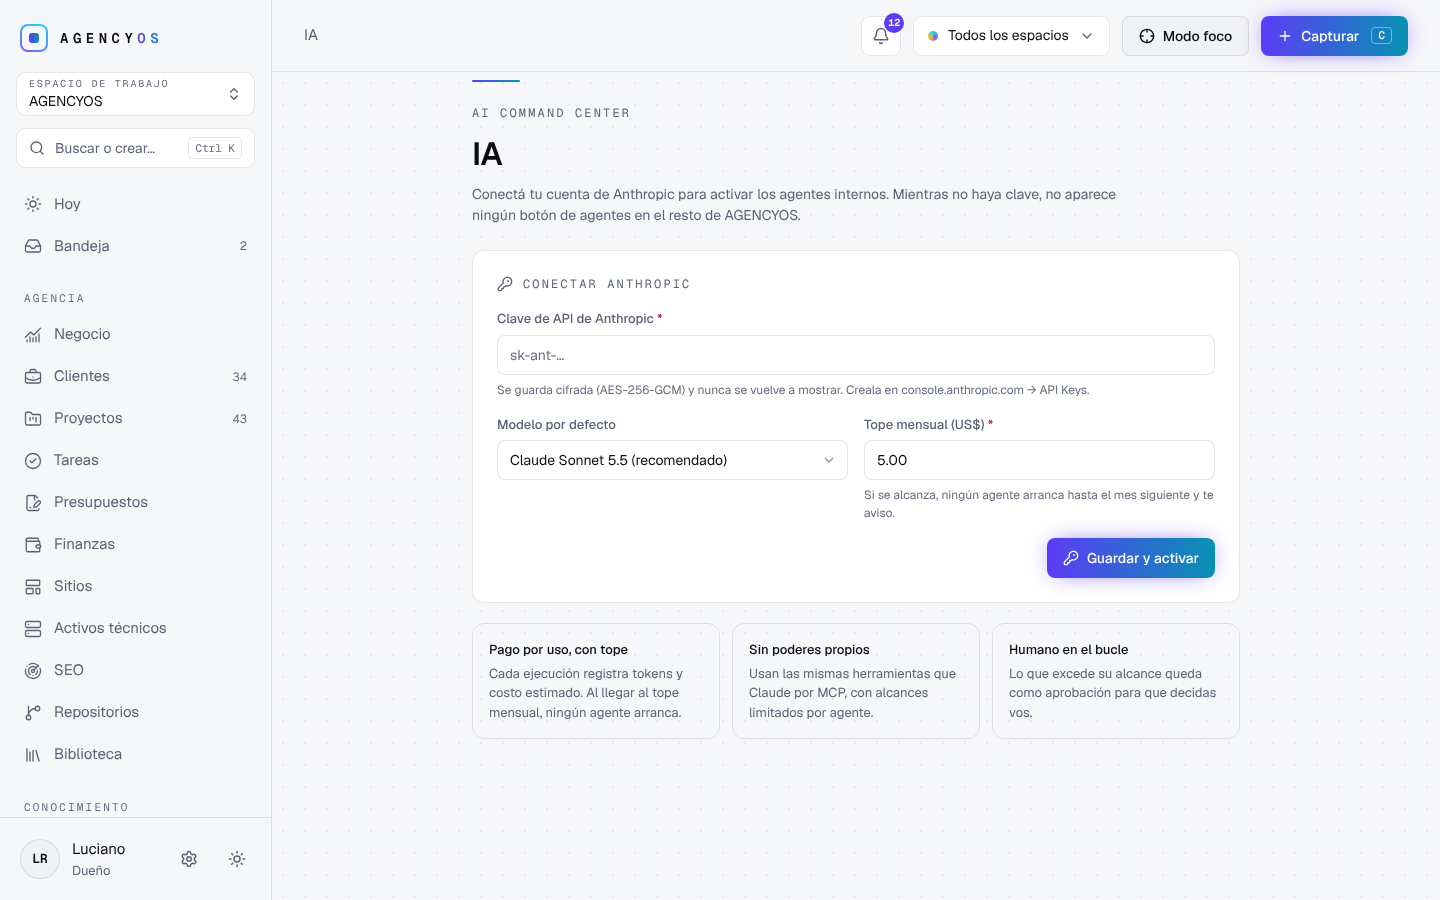 AGENCYOS
ESPACIO DE TRABAJO
AGENCYOS
Buscar o crear... Ctrl K
Hoy
Bandeja 2
AGENCIA
Negocio
Clientes 34
Proyectos 43
Tareas
Presupuestos
Finanzas
Sitios
Activos técnicos
SEO
Repositorios
Biblioteca
CONOCIMIENTO
LR
Luciano
Dueño
IA
12
Todos los espacios
Modo foco
Capturar C
AI COMMAND CENTER
IA
Conectá tu cuenta de Anthropic para activar los agentes internos. Mientras no haya clave, no aparece
ningún botón de agentes en el resto de AGENCYOS.
CONECTAR ANTHROPIC
Clave de API de Anthropic *
sk-ant-...
Se guarda cifrada (AES-256-GCM) y nunca se vuelve a mostrar. Creala en console.anthropic.com → API Keys.
Modelo por defecto
Claude Sonnet 5.5 (recomendado)
Tope mensual (US$) *
5.00
Si se alcanza, ningún agente arranca hasta el mes siguiente y te
aviso.
Guardar y activar
Pago por uso, con tope
Cada ejecución registra tokens y
costo estimado. Al llegar al tope
mensual, ningún agente arranca.
Sin poderes propios
Usan las mismas herramientas que
Claude por MCP, con alcances
limitados por agente.
Humano en el bucle
Lo que excede su alcance queda
como aprobación para que decidas
vos.